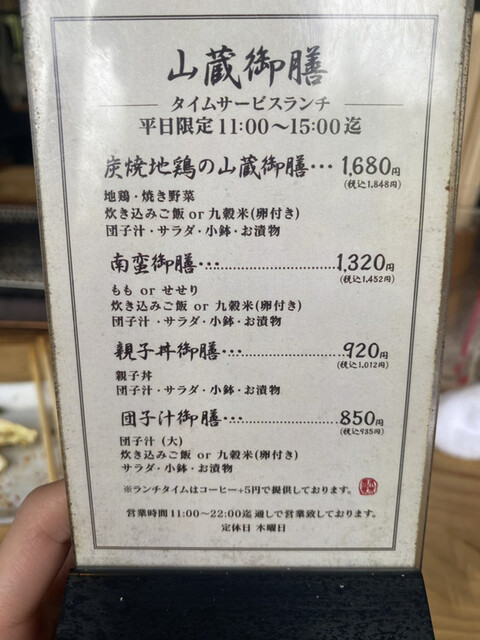 山蔵御膳
タイムサービスランチ
平日限定11:00～15:00迄
炭焼地鶏の山蔵御膳… 1,680円
(税込1,848円)
地鶏・焼き野菜
炊き込みご飯 or 九穀米(卵付き)
団子汁・サラダ・小鉢・お漬物
南蛮御膳… 1,320円
(税込1,452円)
もも or せせり
炊き込みご飯 or 九穀米(卵付き)
団子汁・サラダ・小鉢・お漬物
親子丼御膳… 920円
(税込1,012円)
親子丼
団子汁・サラダ・小鉢・お漬物
団子汁御膳… 850円
(税込935円)
団子汁 (大)
炊き込みご飯 or 九穀米(卵付き)
サラダ・小鉢・お漬物
※ランチタイムはコーヒー+5円で提供しております。
営業時間 11:00～22:00迄 通しで営業致しております。
定休日 木曜日